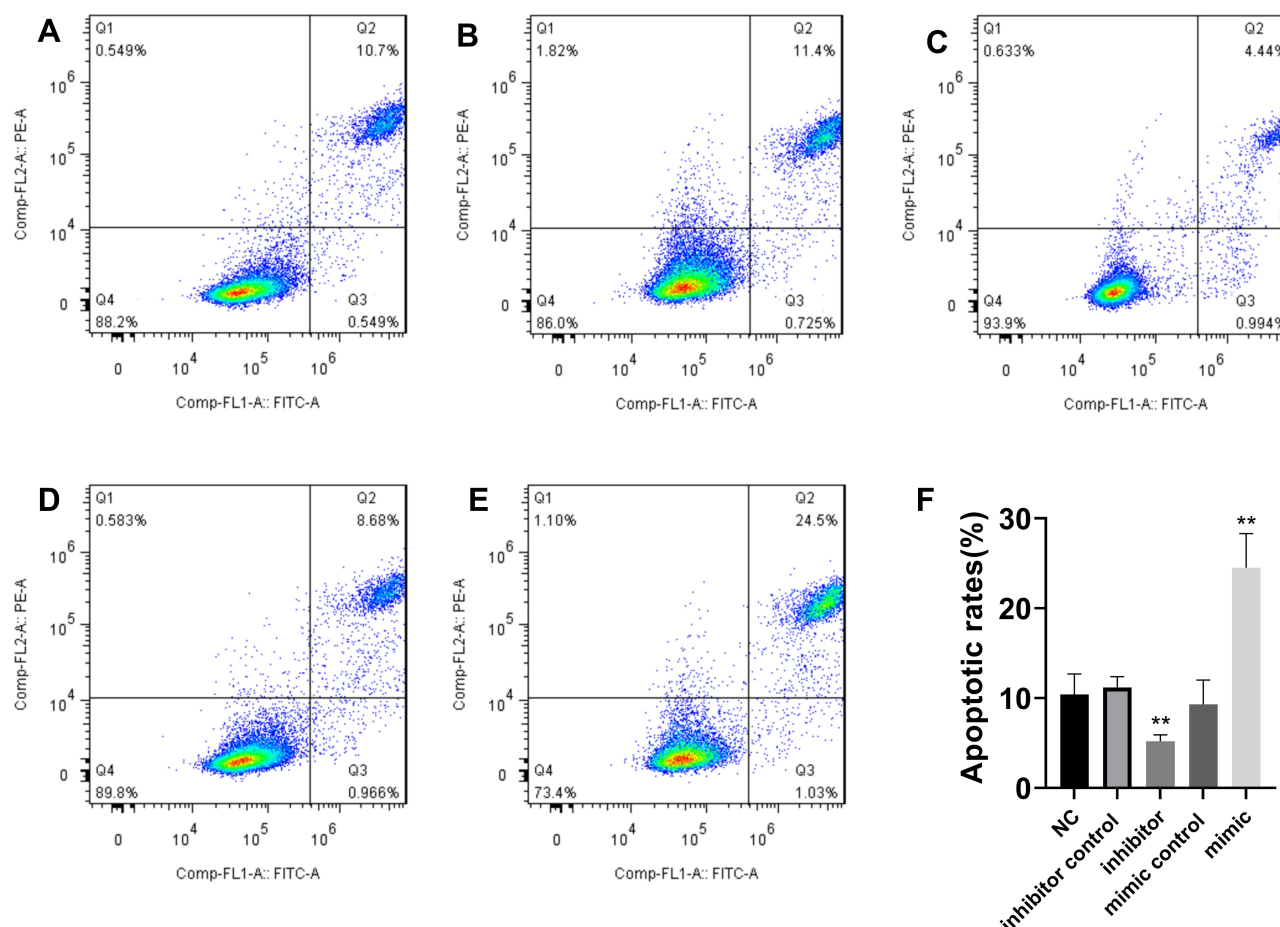 A
Q1
0.549%
Q2
10.7%
Q4
88.2%
Q3
0.549%
10^6
10^5
10^4
0
0
10^4
10^5
10^6
Comp-FL2-A:: PE-A
Comp-FL1-A:: FITC-A
B
Q1
1.82%
Q2
11.4%
Q4
86.0%
Q3
0.725%
10^6
10^5
10^4
0
0
10^4
10^5
10^6
Comp-FL2-A:: PE-A
Comp-FL1-A:: FITC-A
C
Q1
0.633%
Q2
4.44%
Q4
93.9%
Q3
0.994%
10^6
10^5
10^4
0
0
10^4
10^5
10^6
Comp-FL2-A:: PE-A
Comp-FL1-A:: FITC-A
D
Q1
0.583%
Q2
8.68%
Q4
89.8%
Q3
0.966%
10^6
10^5
10^4
0
0
10^4
10^5
10^6
Comp-FL2-A:: PE-A
Comp-FL1-A:: FITC-A
E
Q1
1.10%
Q2
24.5%
Q4
73.4%
Q3
1.03%
10^6
10^5
10^4
0
0
10^4
10^5
10^6
Comp-FL2-A:: PE-A
Comp-FL1-A:: FITC-A
F
Apoptotic rates(%)
30
20
10
0
**
**
NC
inhibitor control
inhibitor
mimic control
mimic